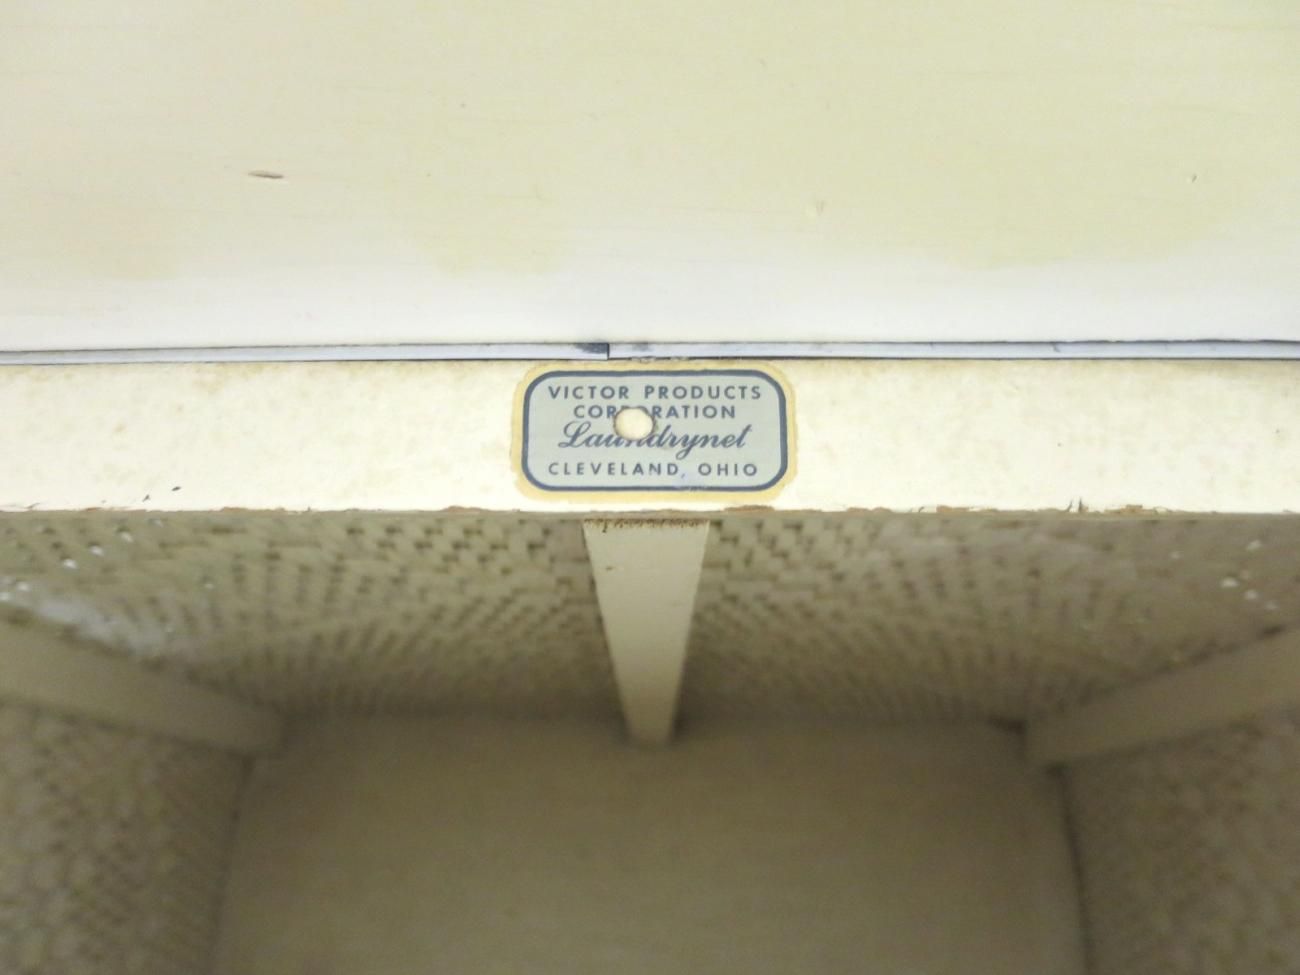 VICTOR PRODUCTS
CORPORATION
Laundrynet
CLEVELAND, OHIO